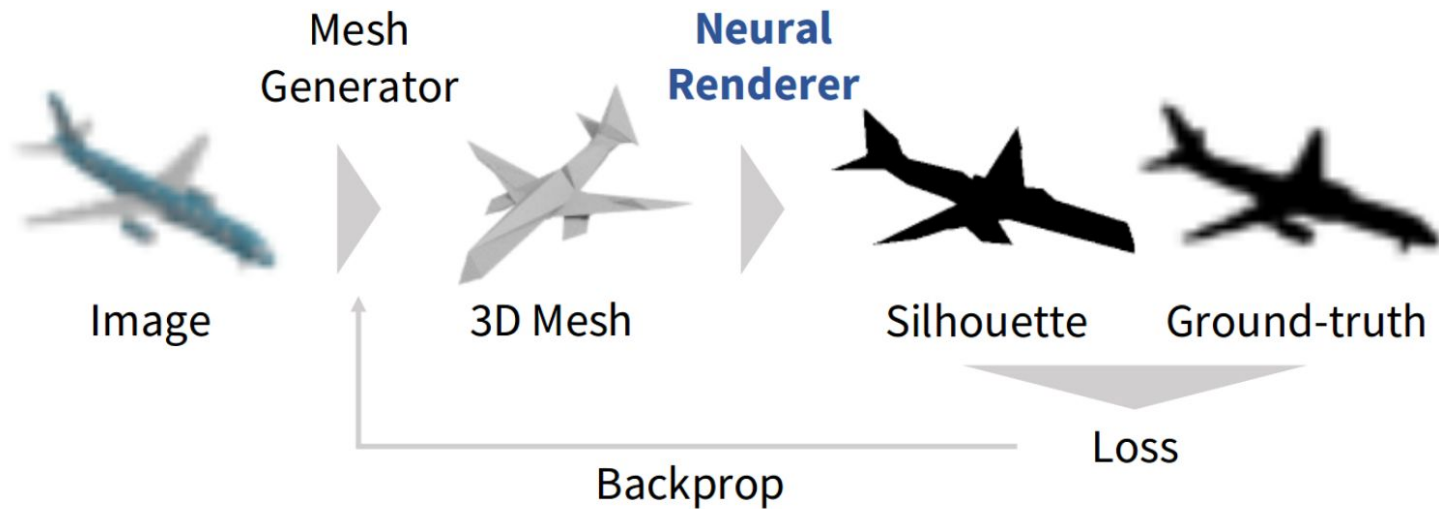 Mesh
Generator
Neural
Renderer
Image
3D Mesh
Silhouette
Ground-truth
Loss
Backprop